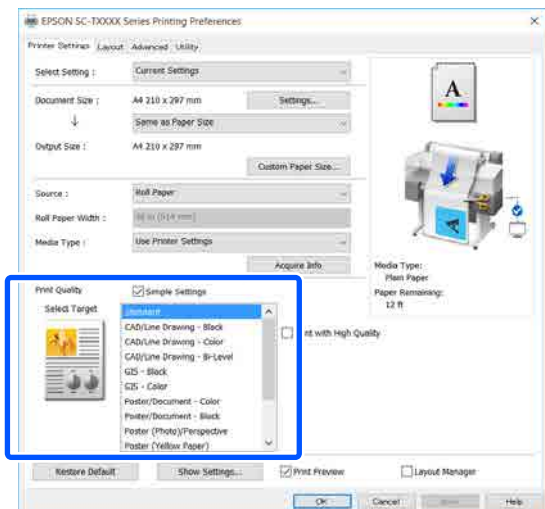 EPSON SC-TXXXX Series Printing Preferences
Printer Settings Layout Advanced Utility
Select Setting : Current Settings
Document Size : A4 210 x 297 mm Settings...
Same as Paper Size
Output Size : A4 210 x 297 mm
Custom Paper Size...
Source : Roll Paper
Roll Paper Width :
Media Type : Use Printer Settings
Acquire Info
Media Type:
Plain Paper
Paper Remaining:
12 ft
Print Quality Simple Settings
Select Target Standard
CAD/Line Drawing - Black
CAD/Line Drawing - Color
CAD/Line Drawing - Bi-Level
GIS - Black
GIS - Color
Poster/Document - Color
Poster/Document - Black
Poster (Photo)/Perspective
Poster (Yellow Paper)
nt with High Quality
Restore Default Show Settings... Print Preview Layout Manager
OK Cancel Help
A
A